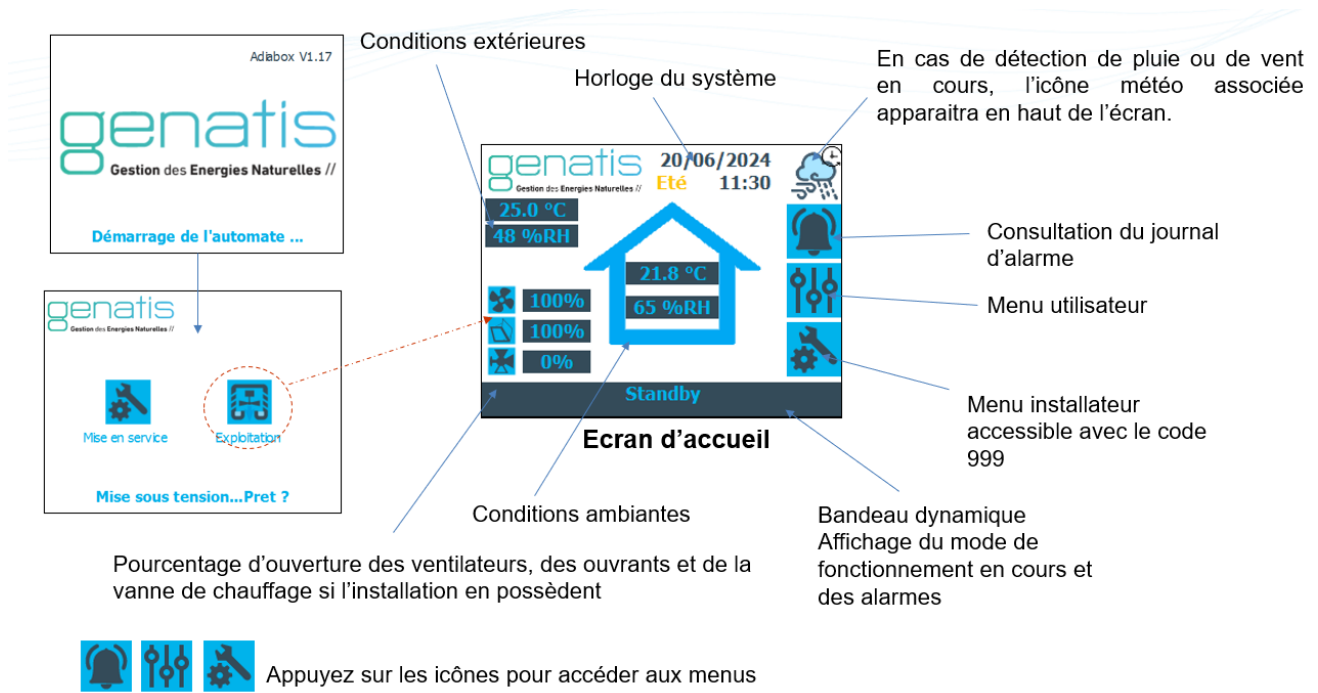 Adiabox V1.17
genatis
Gestion des Energies Naturelles //
Démarrage de l'automate ...
genatis
Gestion des Energies Naturelles //
Mise en service
Exploitation
Mise sous tension...Pret ?
Conditions extérieures
Horloge du système
En cas de détection de pluie ou de vent
en cours, l’icône météo associée
apparaitra en haut de l’écran.
genatis
Gestion des Energies Naturelles //
20/06/2024
Eté 11:30
25.0 °C
48 %RH
21.8 °C
65 %RH
100%
100%
0%
Standby
Ecran d’accueil
Consultation du journal
d’alarme
Menu utilisateur
Menu installateur
accessible avec le code
999
Conditions ambiantes
Bandeau dynamique
Affichage du mode de
fonctionnement en cours et
des alarmes
Pourcentage d’ouverture des ventilateurs, des ouvrants et de la
vanne de chauffage si l’installation en possèdent
Appuyez sur les icônes pour accéder aux menus